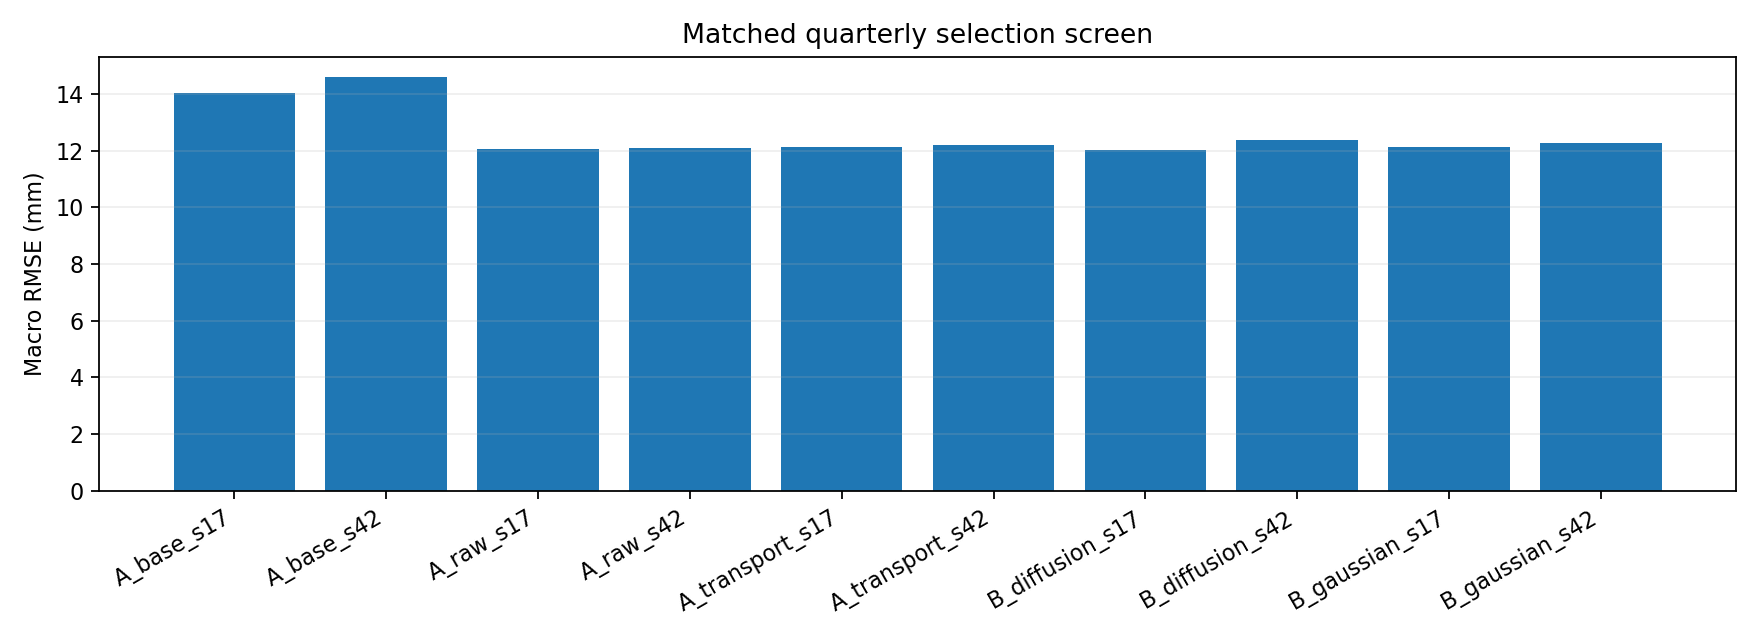 Matched quarterly selection screen
Macro RMSE (mm)
14
12
10
8
6
4
2
0
A_base_s17
A_base_s42
A_raw_s17
A_raw_s42
A_transport_s17
A_transport_s42
B_diffusion_s17
B_diffusion_s42
B_gaussian_s17
B_gaussian_s42